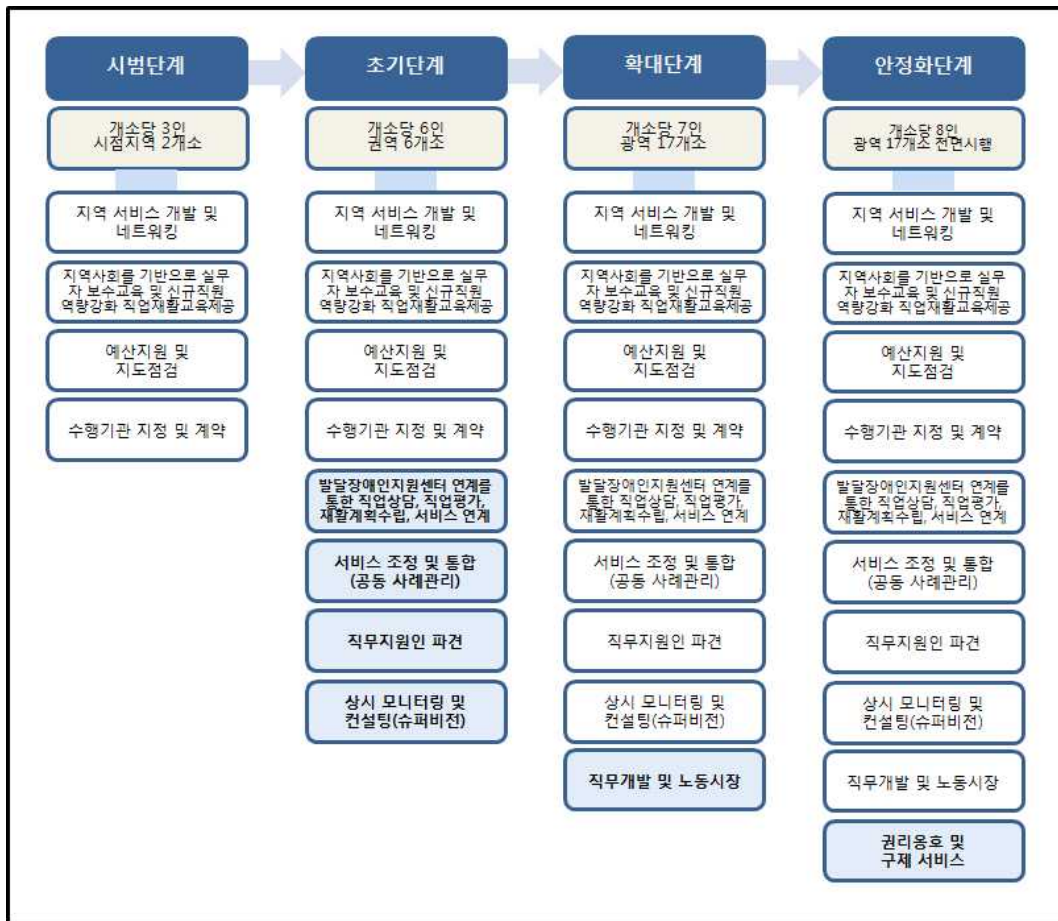 시범단계
개소당 3인
시점지역 2개소
지역 서비스 개발 및
네트워킹
지역사회를 기반으로 실무
자 보수교육 및 신규직원
역량강화 직업재활교육제공
예산지원 및
지도점검
수행기관 지정 및 계약
초기단계
개소당 6인
권역 6개소
지역 서비스 개발 및
네트워킹
지역사회를 기반으로 실무
자 보수교육 및 신규직원
역량강화 직업재활교육제공
예산지원 및
지도점검
수행기관 지정 및 계약
발달장애인지원센터 연계를
통한 직업상담, 직업평가,
재활계획수립, 서비스 연계
서비스 조정 및 통합
(공동 사례관리)
직무지원인 파견
상시 모니터링 및
컨설팅(슈퍼비전)
확대단계
개소당 7인
광역 17개소
지역 서비스 개발 및
네트워킹
지역사회를 기반으로 실무
자 보수교육 및 신규직원
역량강화 직업재활교육제공
예산지원 및
지도점검
수행기관 지정 및 계약
발달장애인지원센터 연계를
통한 직업상담, 직업평가,
재활계획수립, 서비스 연계
서비스 조정 및 통합
(공동 사례관리)
직무지원인 파견
상시 모니터링 및
컨설팅(슈퍼비전)
직무개발 및 노동시장
안정화단계
개소당 8인
광역 17개소 전면시행
지역 서비스 개발 및
네트워킹
지역사회를 기반으로 실무
자 보수교육 및 신규직원
역량강화 직업재활교육제공
예산지원 및
지도점검
수행기관 지정 및 계약
발달장애인지원센터 연계를
통한 직업상담, 직업평가,
재활계획수립, 서비스 연계
서비스 조정 및 통합
(공동 사례관리)
직무지원인 파견
상시 모니터링 및
컨설팅(슈퍼비전)
직무개발 및 노동시장
권리옹호 및
구제 서비스